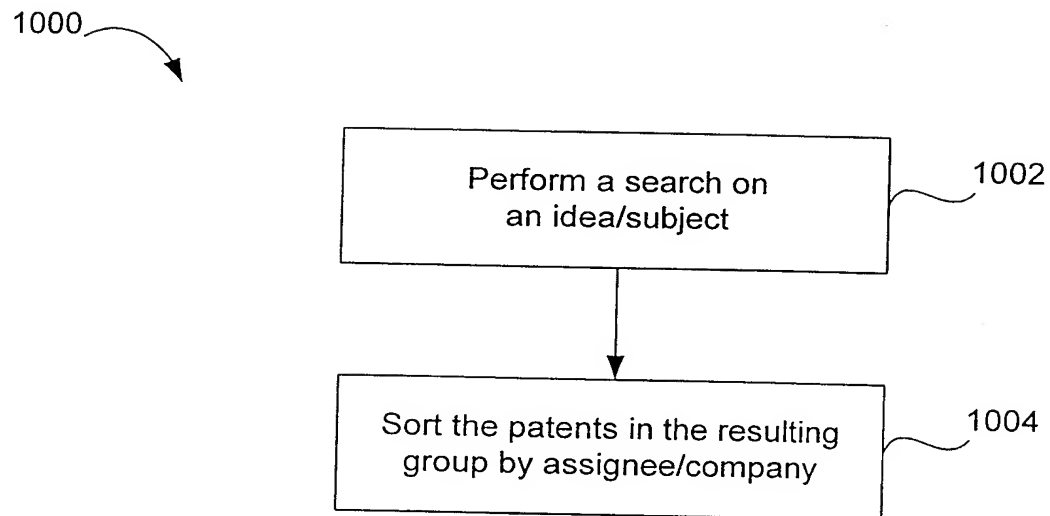 1000
Perform a search on
an idea/subject
1002
Sort the patents in the resulting
group by assignee/company
1004